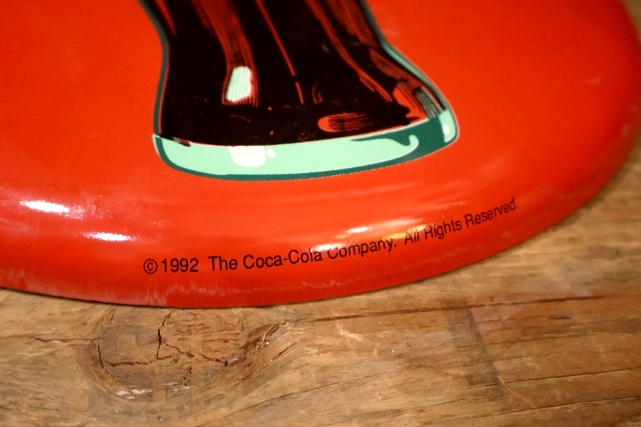 ©1992 The Coca-Cola Company. All Rights Reserved.